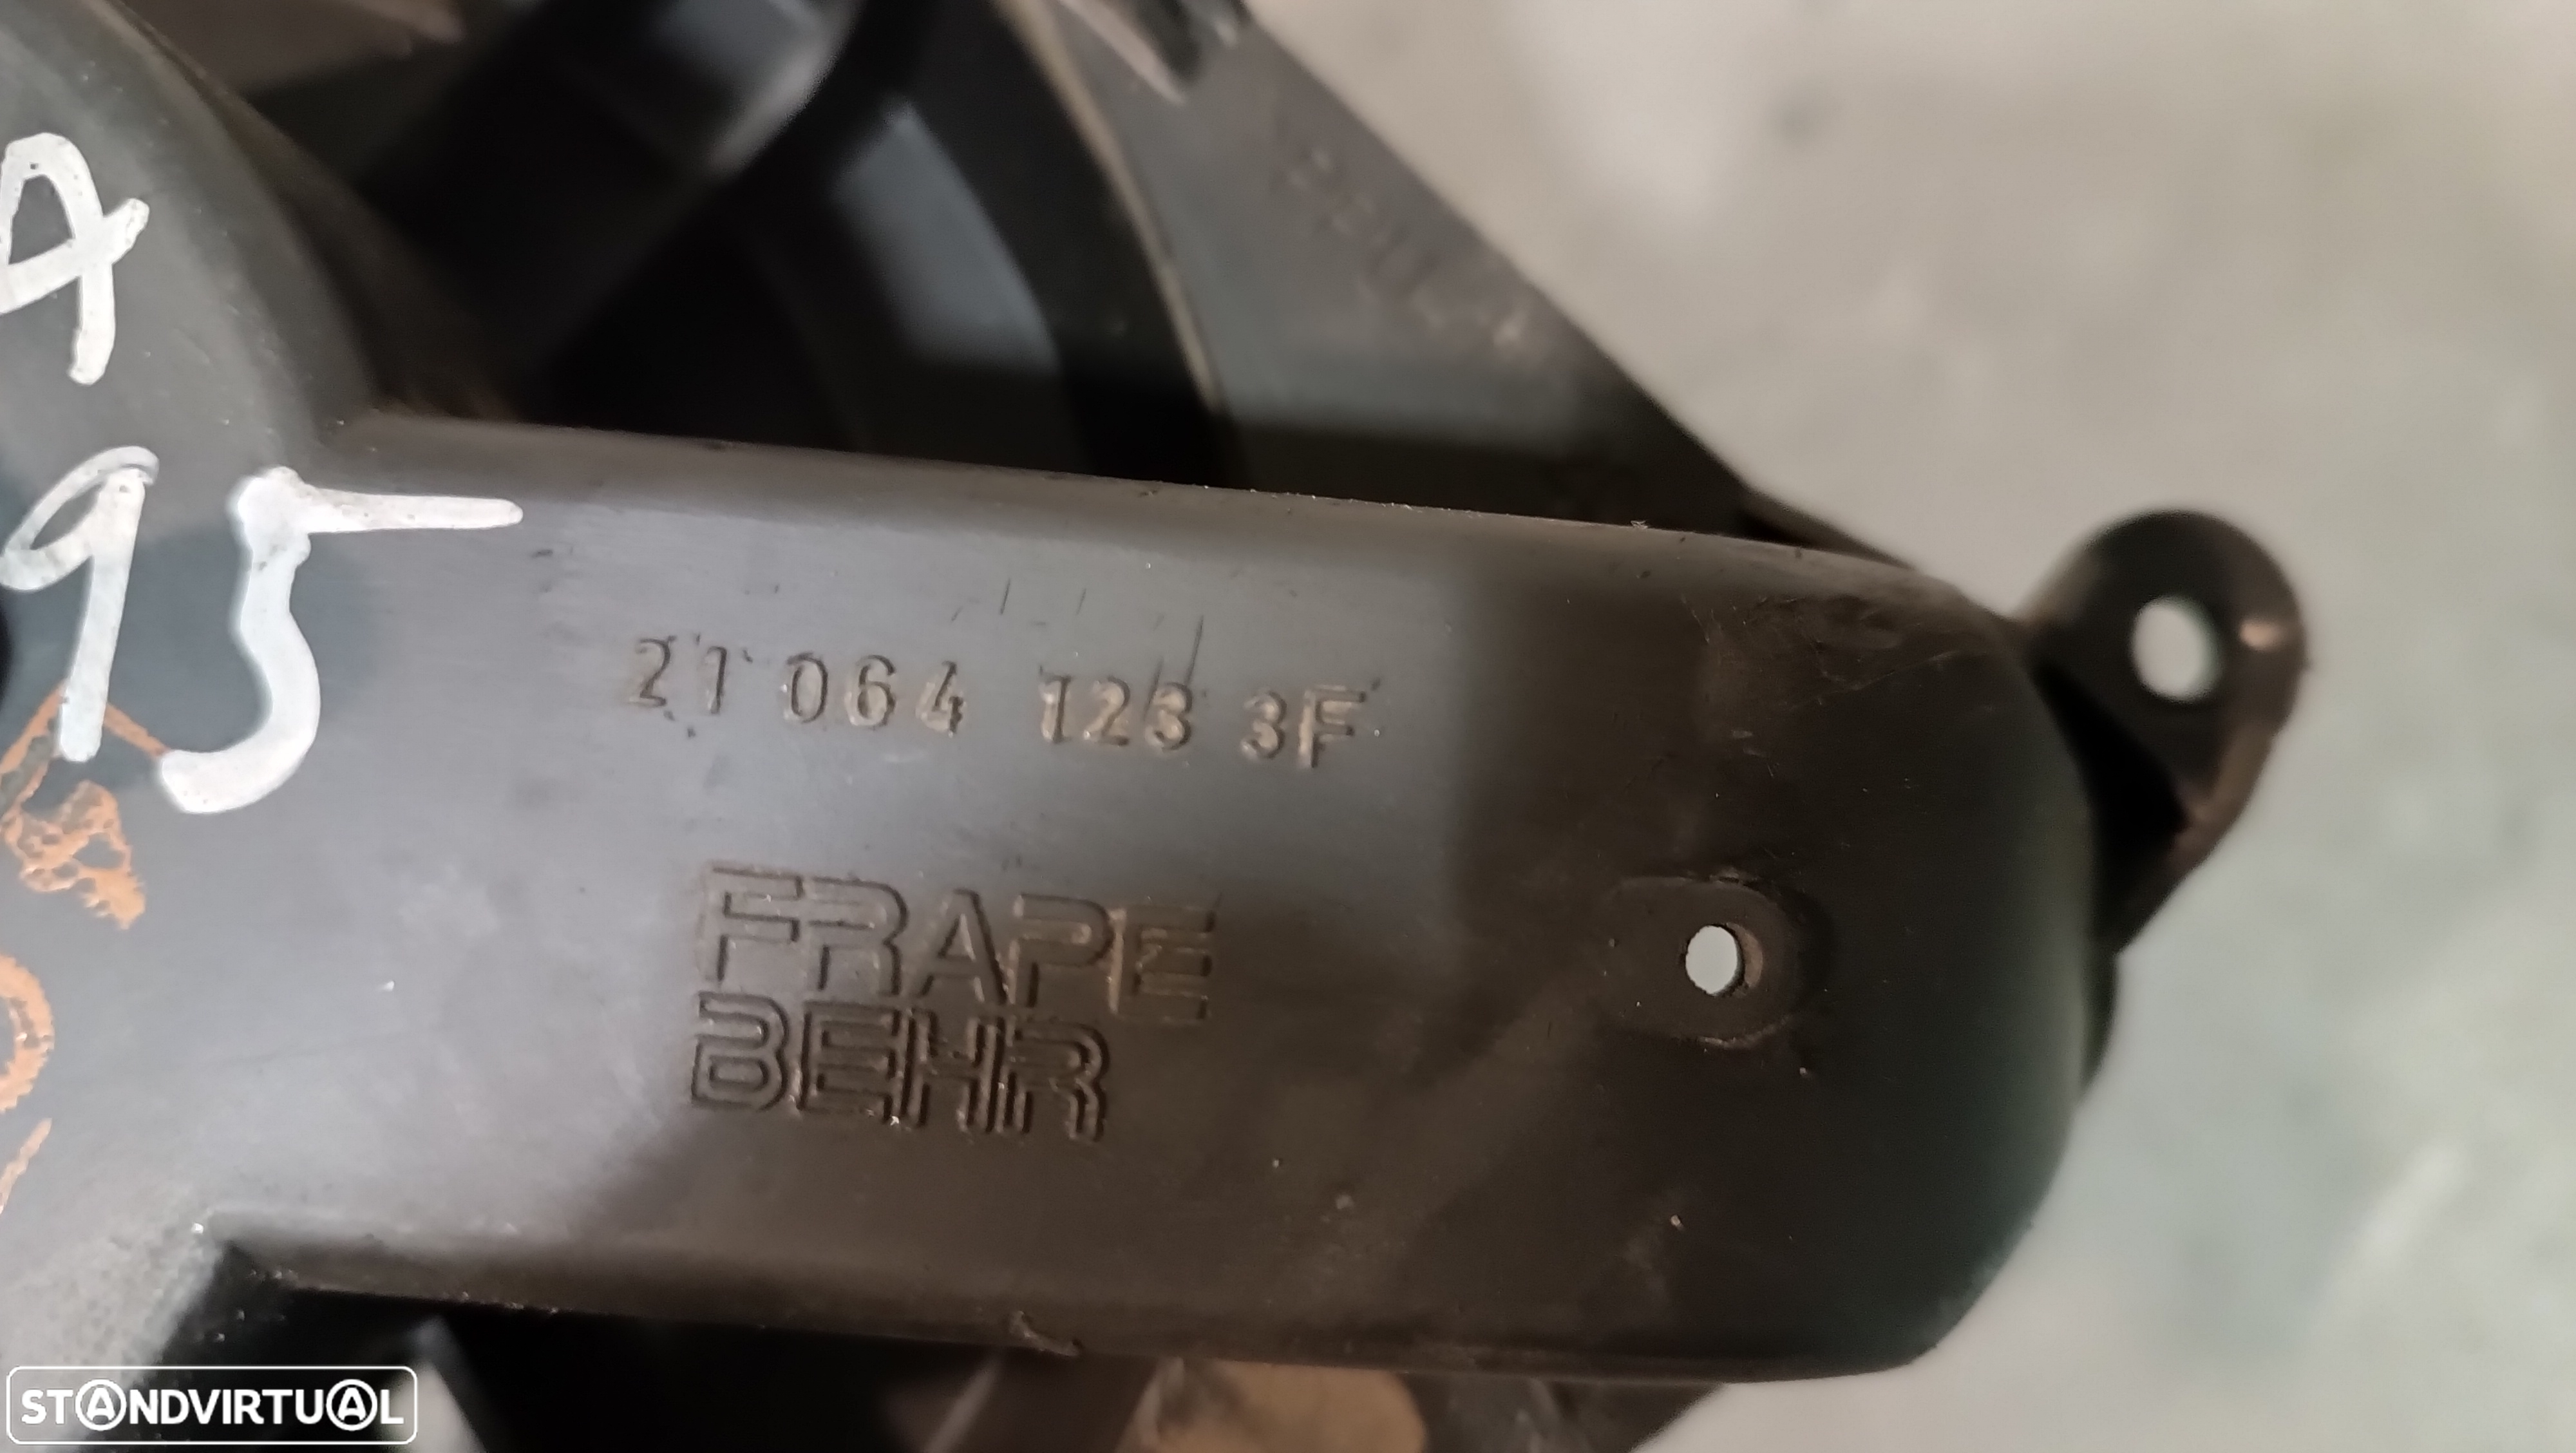 A
95
21 064 123 3F
FRAPE
BEHR
STANDVIRTUAL